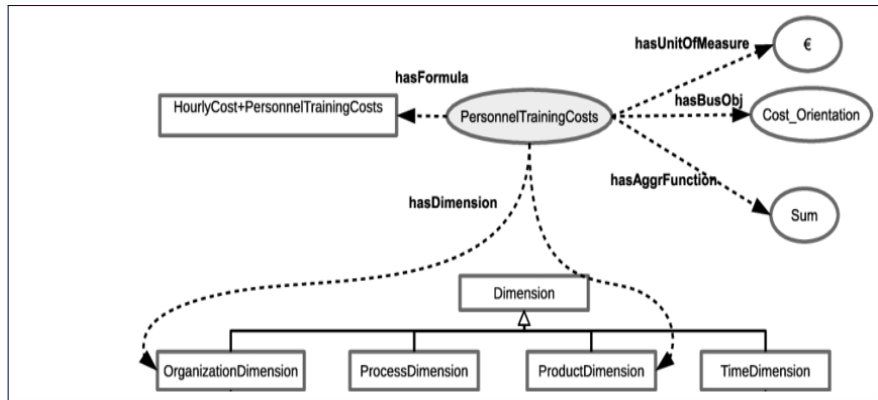 hasUnitOfMeasure
€
hasFormula
hasBusObj
HourlyCost+PersonnelTrainingCosts
PersonnelTrainingCosts
Cost_Orientation
hasAggrFunction
hasDimension
Sum
Dimension
OrganizationDimension
ProcessDimension
ProductDimension
TimeDimension